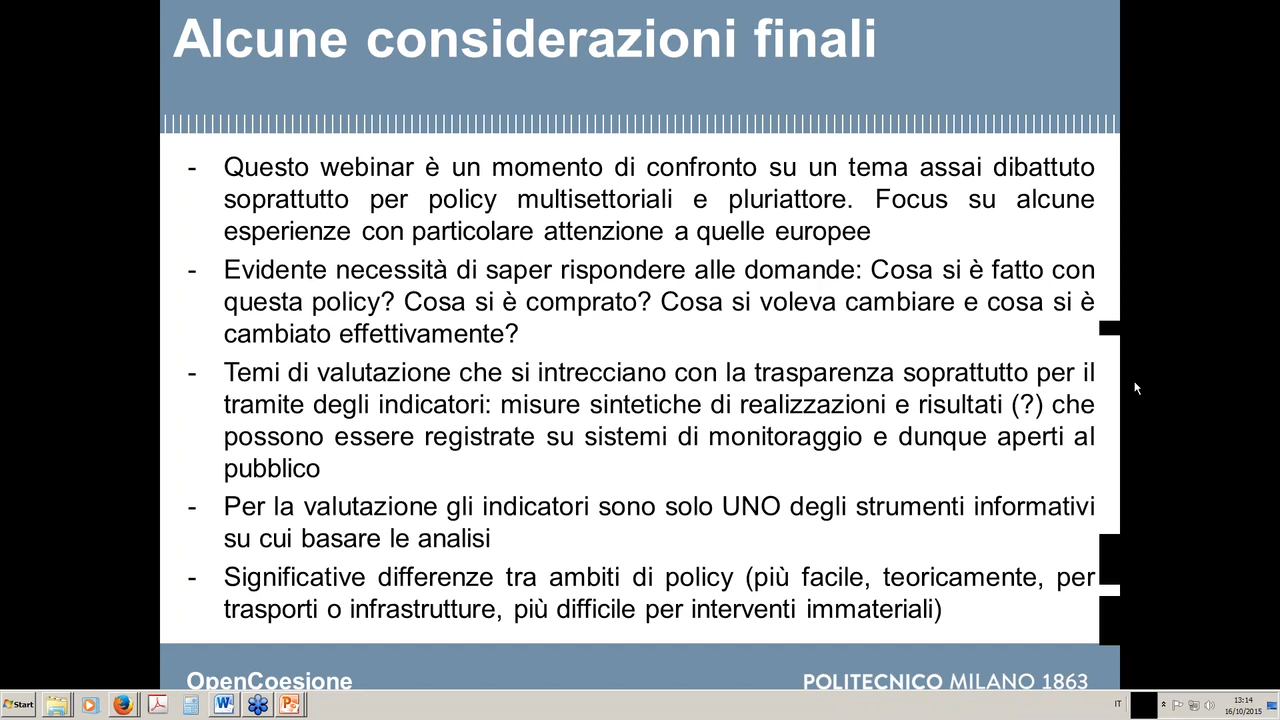 Alcune considerazioni finali
- Questo webinar è un momento di confronto su un tema assai dibattuto
soprattutto per policy multisettoriali e pluriattore. Focus su alcune
esperienze con particolare attenzione a quelle europee
- Evidente necessità di saper rispondere alle domande: Cosa si è fatto con
questa policy? Cosa si è comprato? Cosa si voleva cambiare e cosa si è
cambiato effettivamente?
- Temi di valutazione che si intrecciano con la trasparenza soprattutto per il
tramite degli indicatori: misure sintetiche di realizzazioni e risultati (?) che
possono essere registrate su sistemi di monitoraggio e dunque aperti al
pubblico
- Per la valutazione gli indicatori sono solo UNO degli strumenti informativi
su cui basare le analisi
- Significative differenze tra ambiti di policy (più facile, teoricamente, per
trasporti o infrastrutture, più difficile per interventi immateriali)
OpenCoesione
POLITECNICO MILANO 1863
Start
IT
13:14
16/10/2015